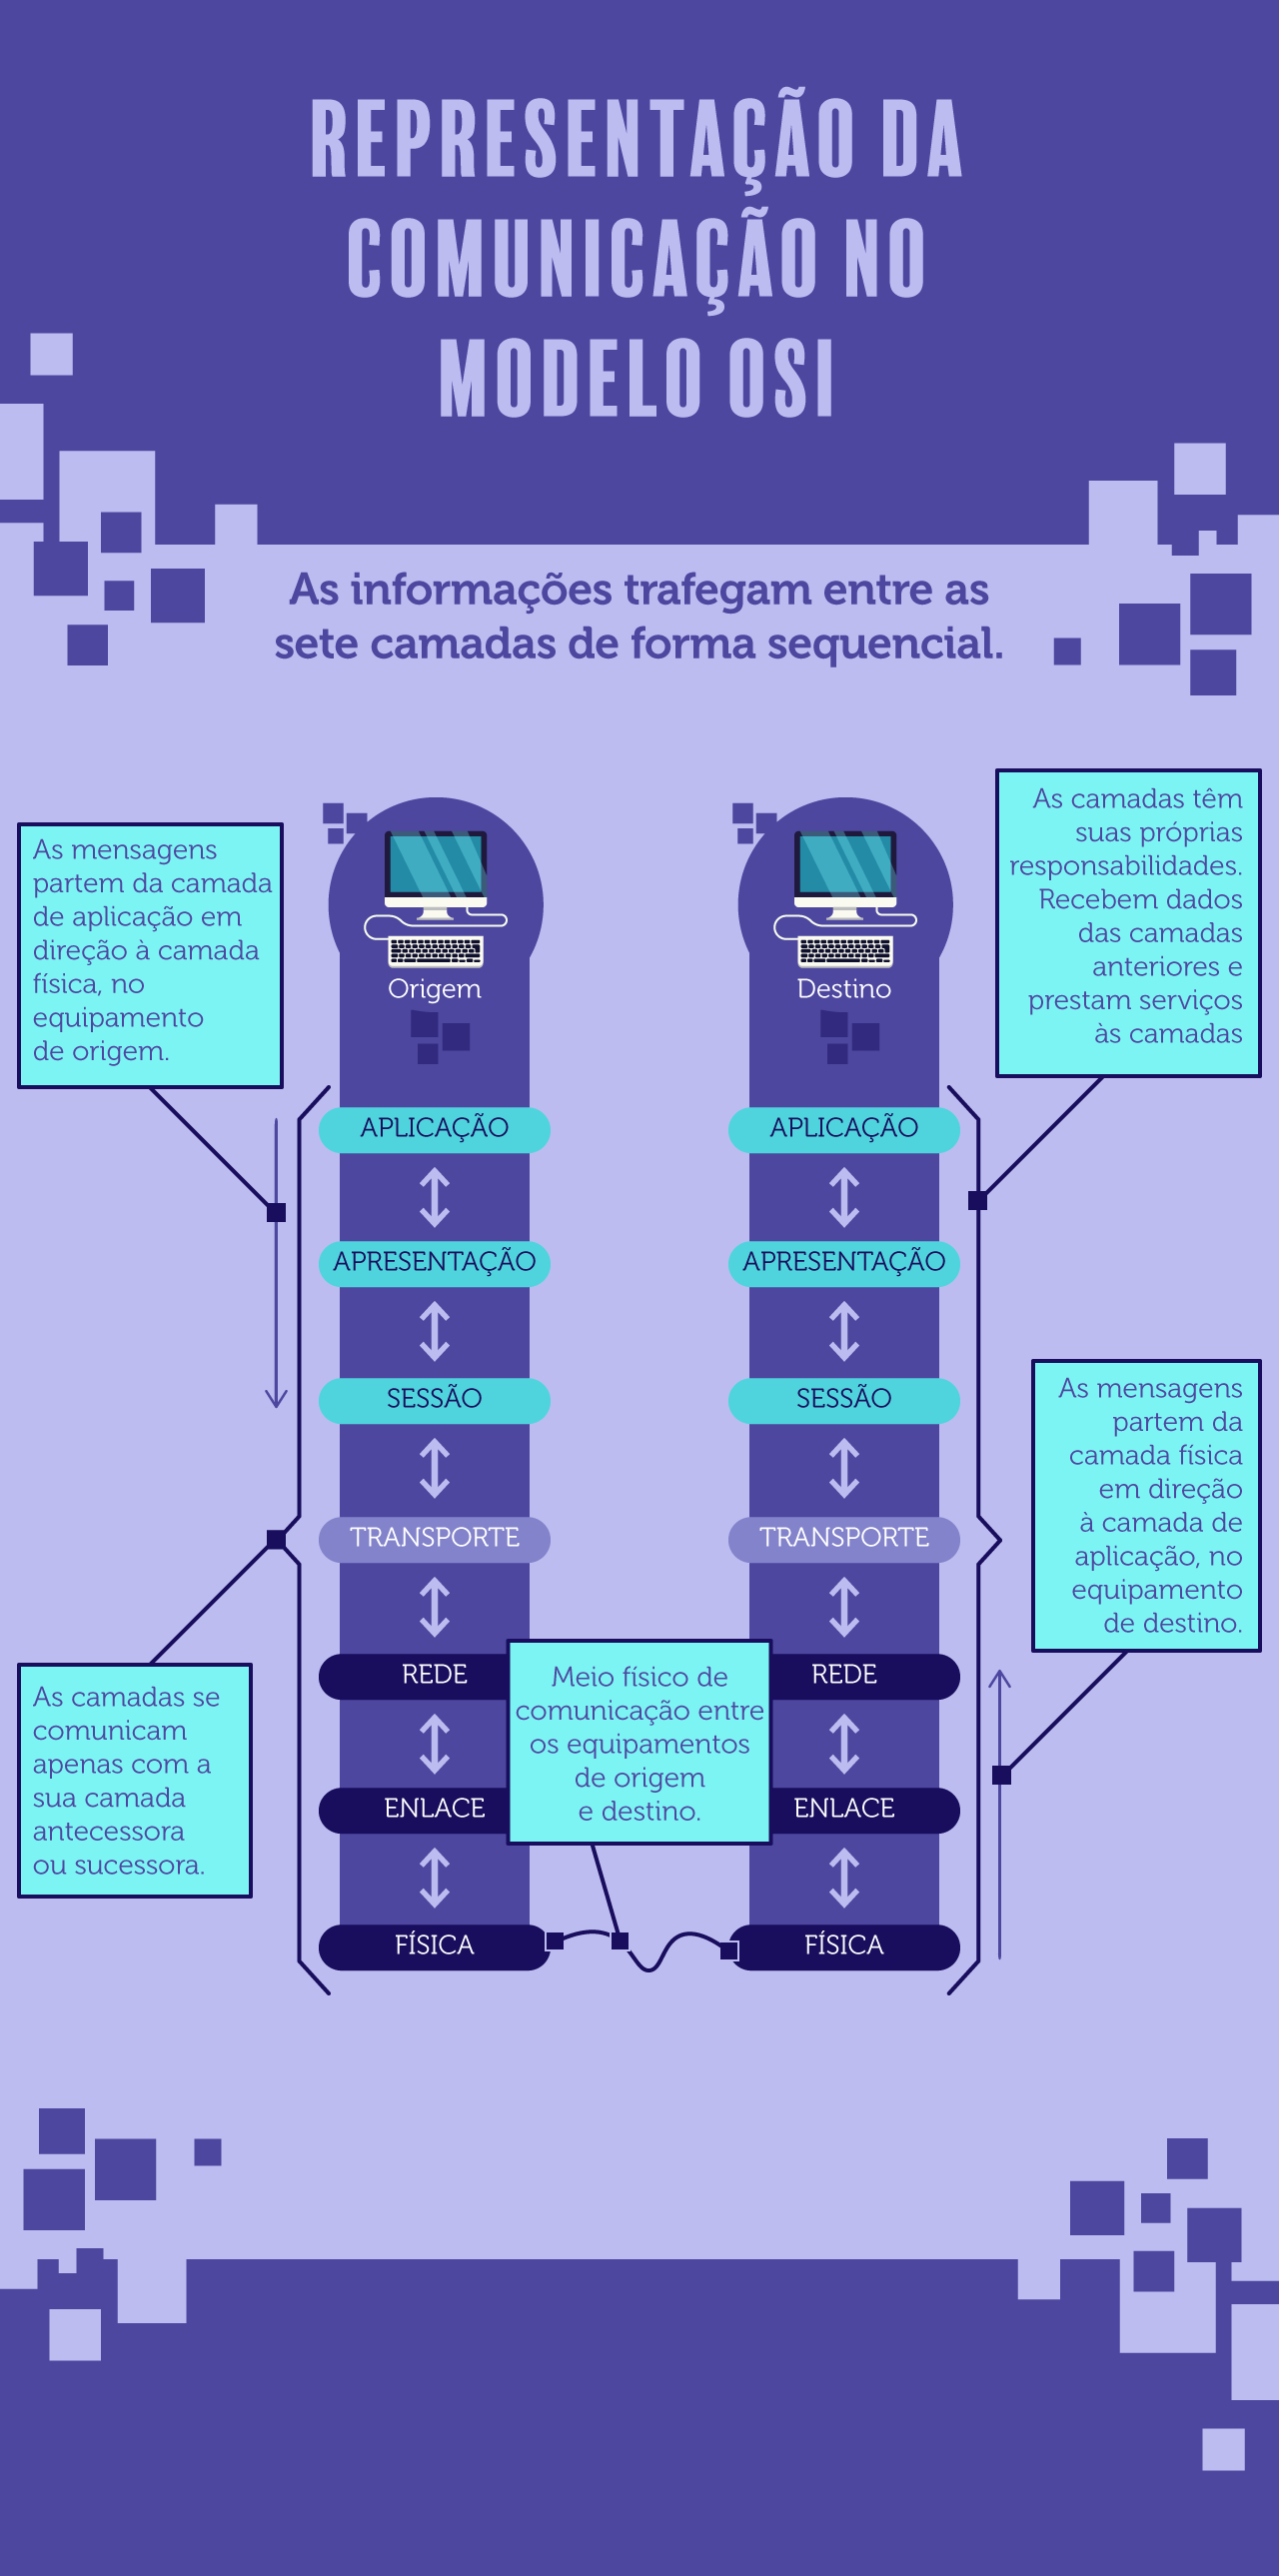 REPRESENTAÇÃO DA
COMUNICAÇÃO NO
MODELO OSI
As informações trafegam entre as
sete camadas de forma sequencial.
As mensagens
partem da camada
de aplicação em
direção à camada
física, no
equipamento
de origem.
Origem
Destino
As camadas têm
suas próprias
responsabilidades.
Recebem dados
das camadas
anteriores e
prestam serviços
às camadas
APLICAÇÃO
APRESENTAÇÃO
SESSÃO
TRANSPORTE
REDE
ENLACE
FÍSICA
APLICAÇÃO
APRESENTAÇÃO
SESSÃO
TRANSPORTE
REDE
ENLACE
FÍSICA
As mensagens
partem da
camada física
em direção
à camada de
aplicação, no
equipamento
de destino.
As camadas se
comunicam
apenas com a
sua camada
antecessora
ou sucessora.
Meio físico de
comunicação entre
os equipamentos
de origem
e destino.